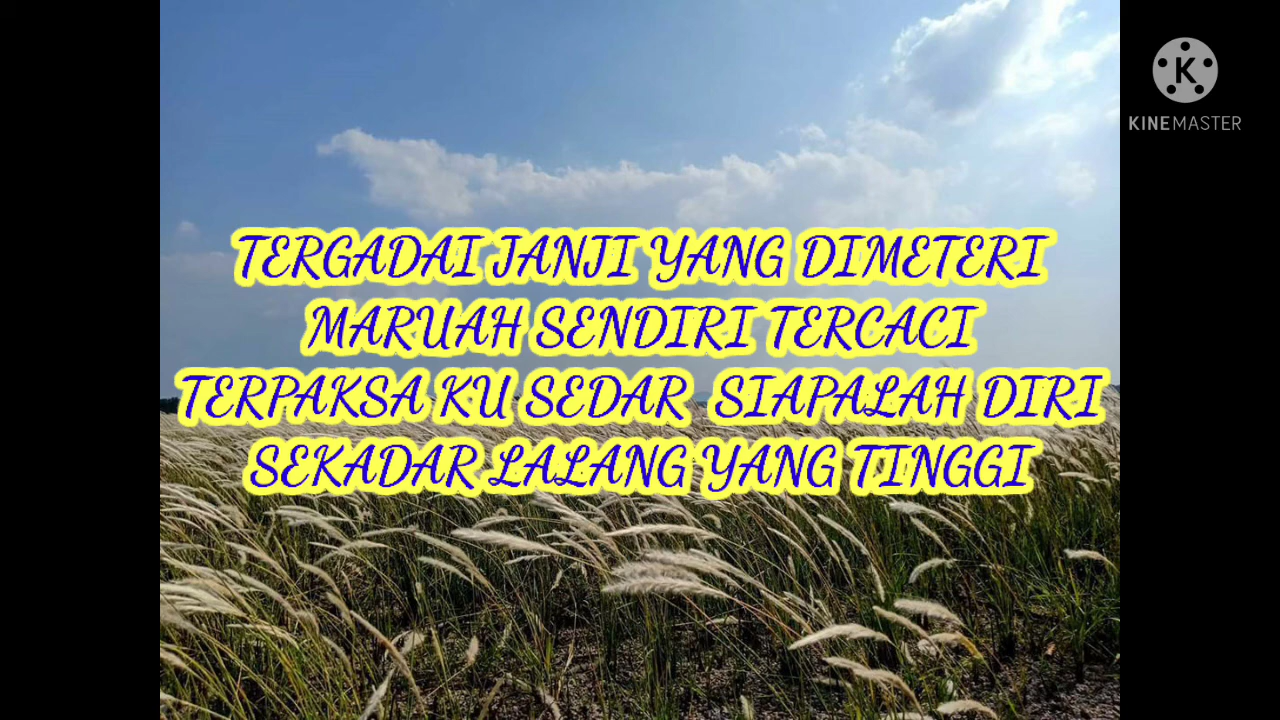 KINEMASTER
TERGADAI JANJI YANG DIMETERI
MARUAH SENDIRI TERCACI
TERPAKSA KU SEDAR SIAPALAH DIRI
SEKADAR LALANG YANG TINGGI